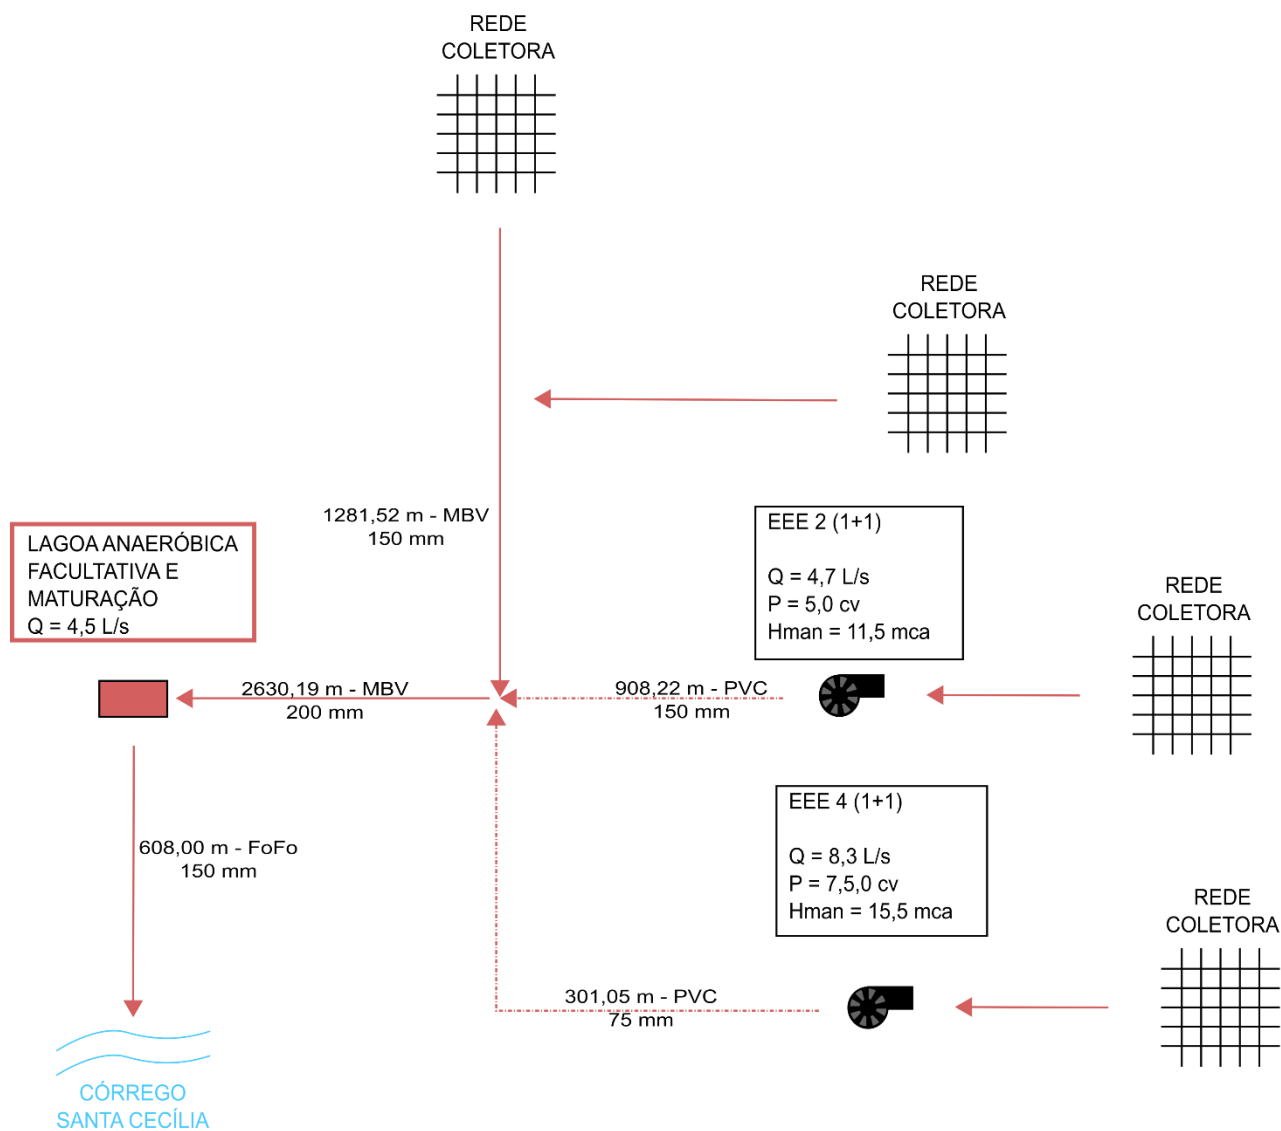 REDE
COLETORA
REDE
COLETORA
1281,52 m - MBV
150 mm
LAGOA ANAERÓBICA
FACULTATIVA E
MATURAÇÃO
Q = 4,5 L/s
EEE 2 (1+1)
Q = 4,7 L/s
P = 5,0 cv
Hman = 11,5 mca
REDE
COLETORA
2630,19 m - MBV
200 mm
908,22 m - PVC
150 mm
EEE 4 (1+1)
Q = 8,3 L/s
P = 7,5,0 cv
Hman = 15,5 mca
608,00 m - FoFo
150 mm
REDE
COLETORA
301,05 m - PVC
75 mm
CÓRREGO
SANTA CECÍLIA